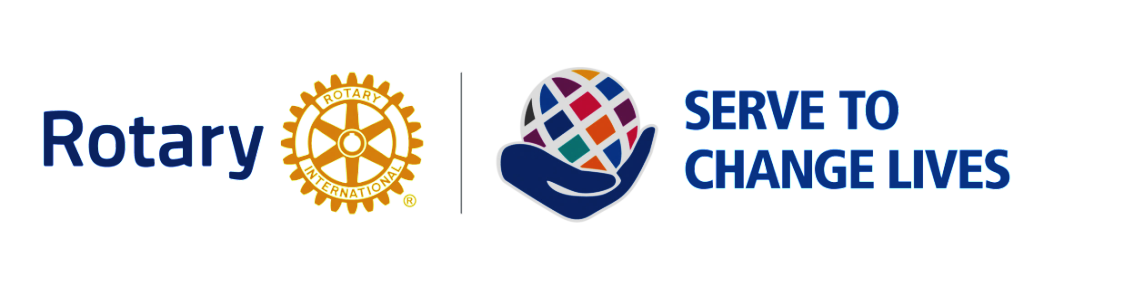 Rotary
ROTARY
INTERNATIONAL
®
SERVE TO
CHANGE LIVES